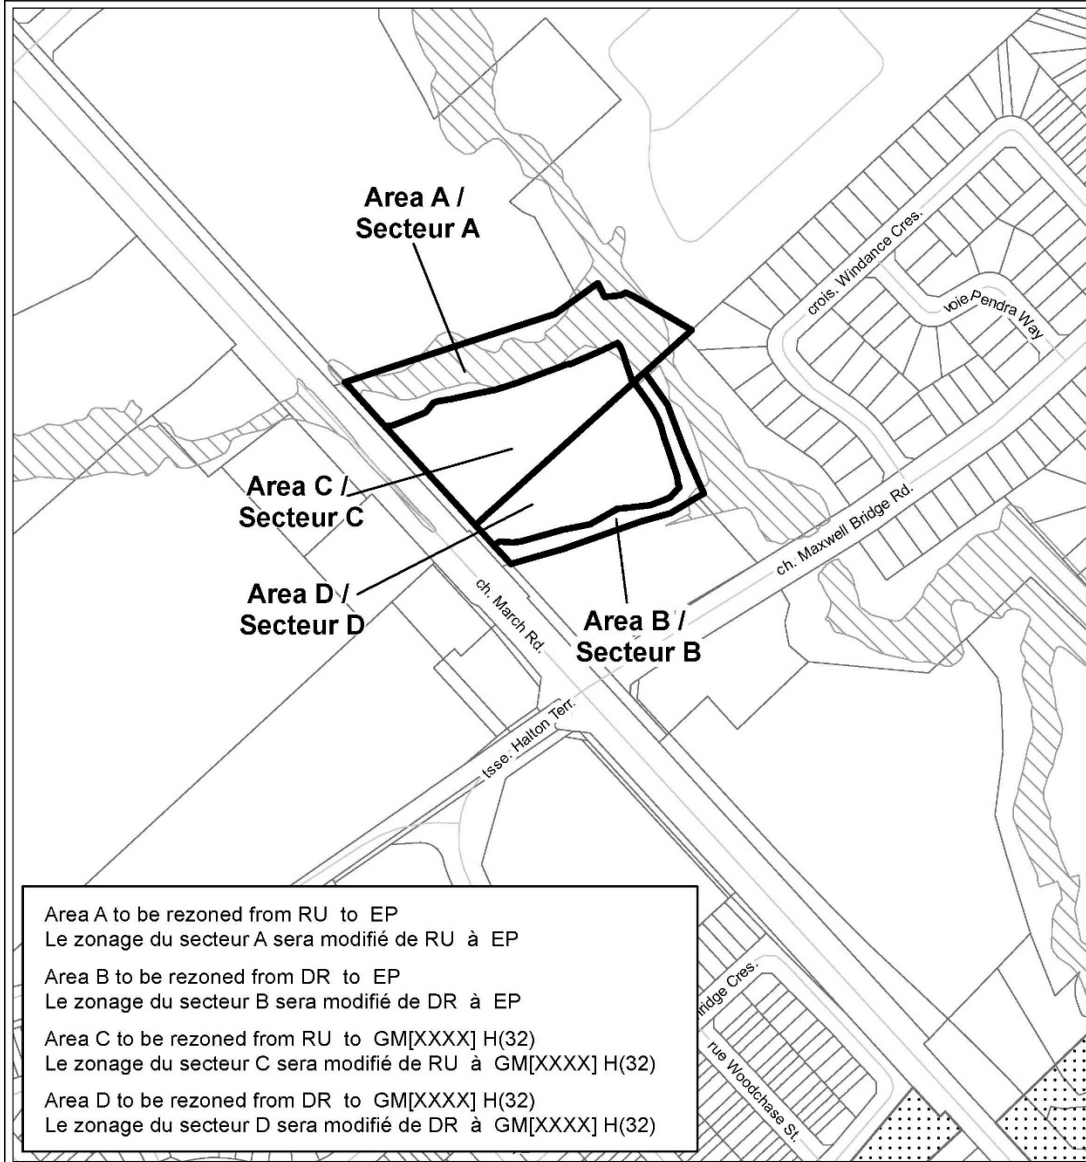 Area A /
Secteur A
crois. Windance Cres.
voie Pendra Way
Area C /
Secteur C
ch. Maxwell Bridge Rd.
Area D /
Secteur D
ch. March Rd.
Area B /
Secteur B
tsse. Halton Terr.
Area A to be rezoned from RU to EP
Le zonage du secteur A sera modifié de RU à EP
Area B to be rezoned from DR to EP
Le zonage du secteur B sera modifié de DR à EP
Area C to be rezoned from RU to GM[XXXX] H(32)
Le zonage du secteur C sera modifié de RU à GM[XXXX] H(32)
Area D to be rezoned from DR to GM[XXXX] H(32)
Le zonage du secteur D sera modifié de DR à GM[XXXX] H(32)
Cres.
rue Woodchase St.